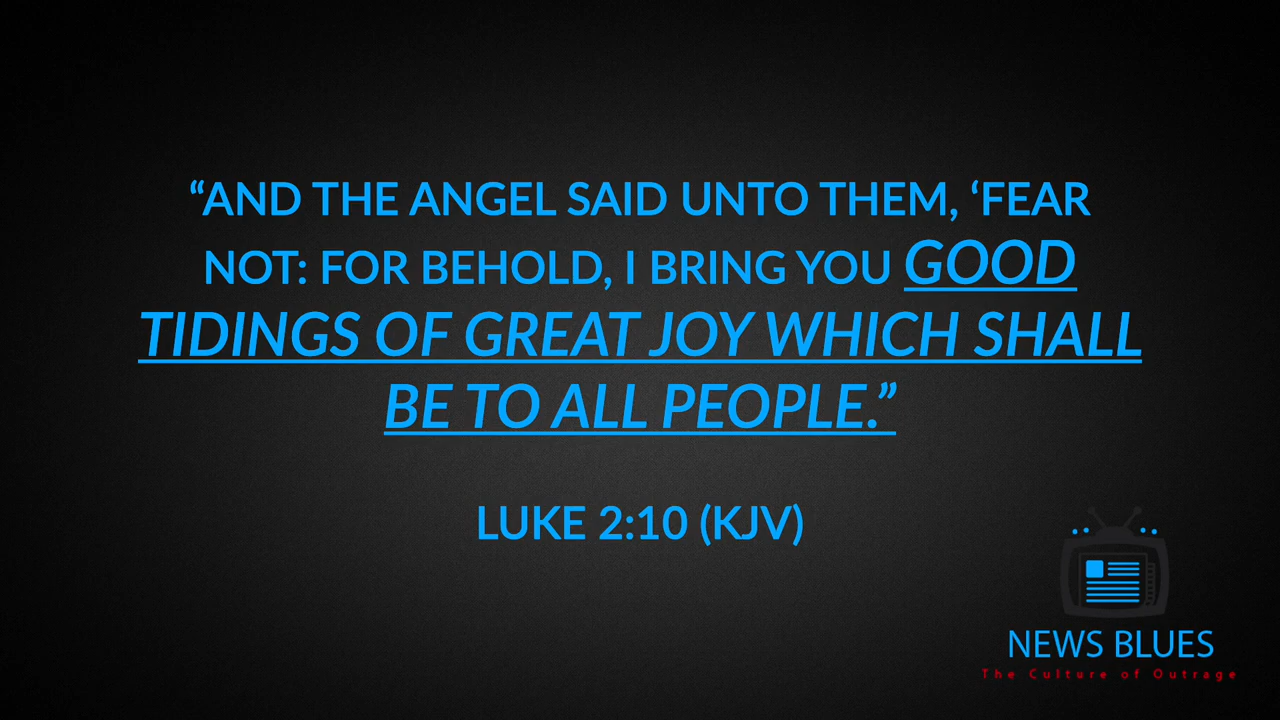 “AND THE ANGEL SAID UNTO THEM, ‘FEAR
NOT: FOR BEHOLD, I BRING YOU GOOD
TIDINGS OF GREAT JOY WHICH SHALL
BE TO ALL PEOPLE.”
LUKE 2:10 (KJV)
NEWS BLUES
The Culture of Outrage